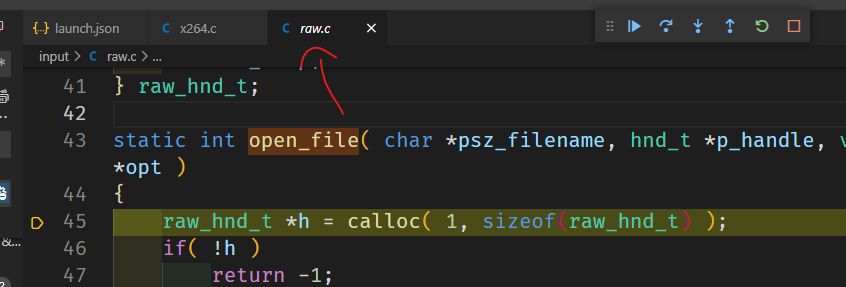 {..} launch.json C x264.c C raw.c ×
input > C raw.c > ...
41 } raw_hnd_t;
42
43 static int open_file( char *psz_filename, hnd_t *p_handle,
*opt )
44 {
45 raw_hnd_t *h = calloc( 1, sizeof(raw_hnd_t) );
46 if( !h )
47 return -1;
&...